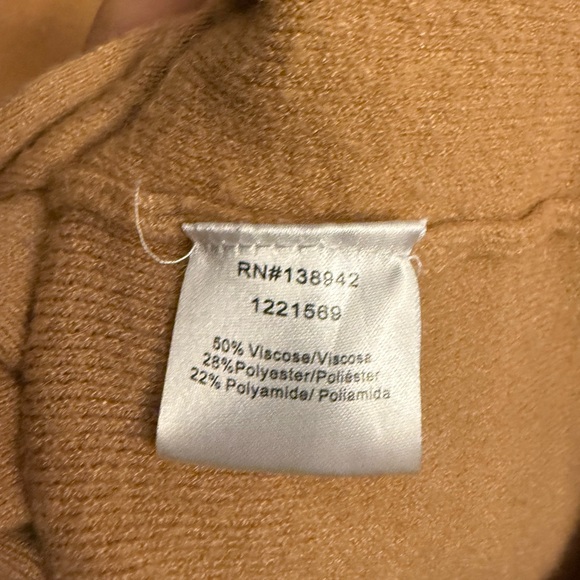 RN#138942
1221569
50% Viscose/Viscosa
28%Polyester/Poliéster
22% Polyamide/ Poliamida